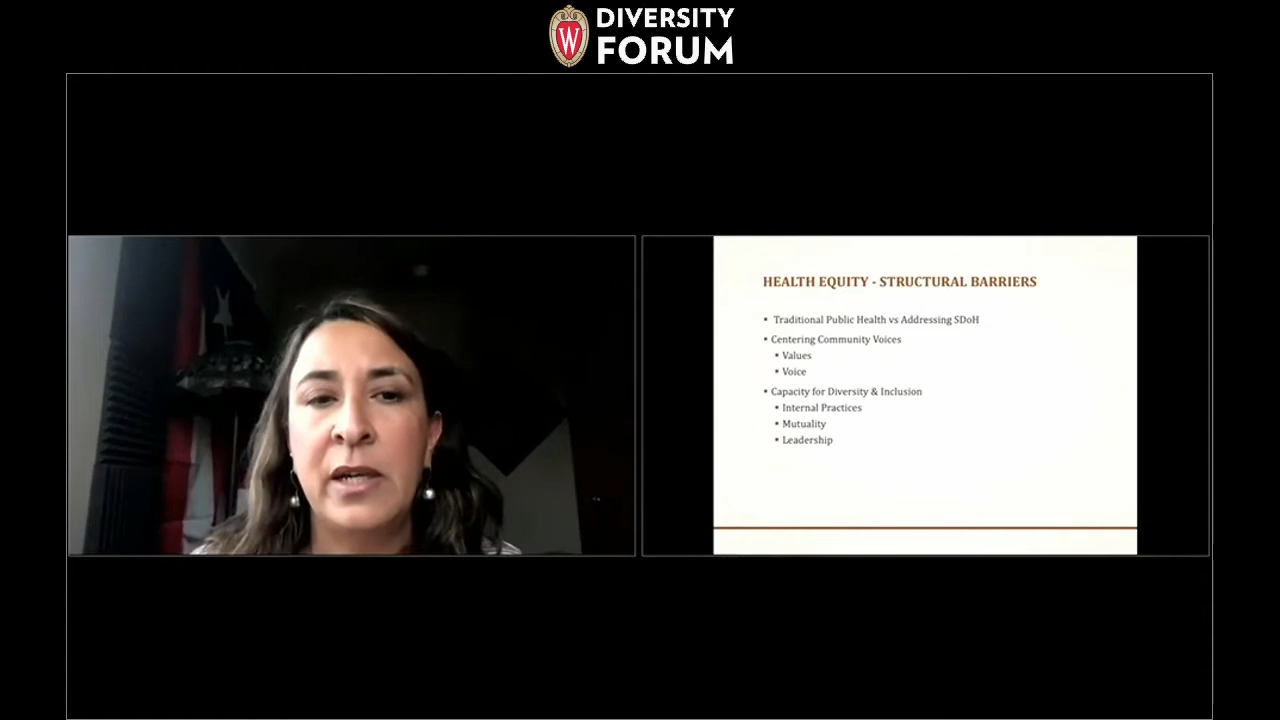 W
DIVERSITY
FORUM
HEALTH EQUITY - STRUCTURAL BARRIERS
▪ Traditional Public Health vs Addressing SDoH
▪ Centering Community Voices
▪ Values
▪ Voice
▪ Capacity for Diversity & Inclusion
▪ Internal Practices
▪ Mutuality
▪ Leadership